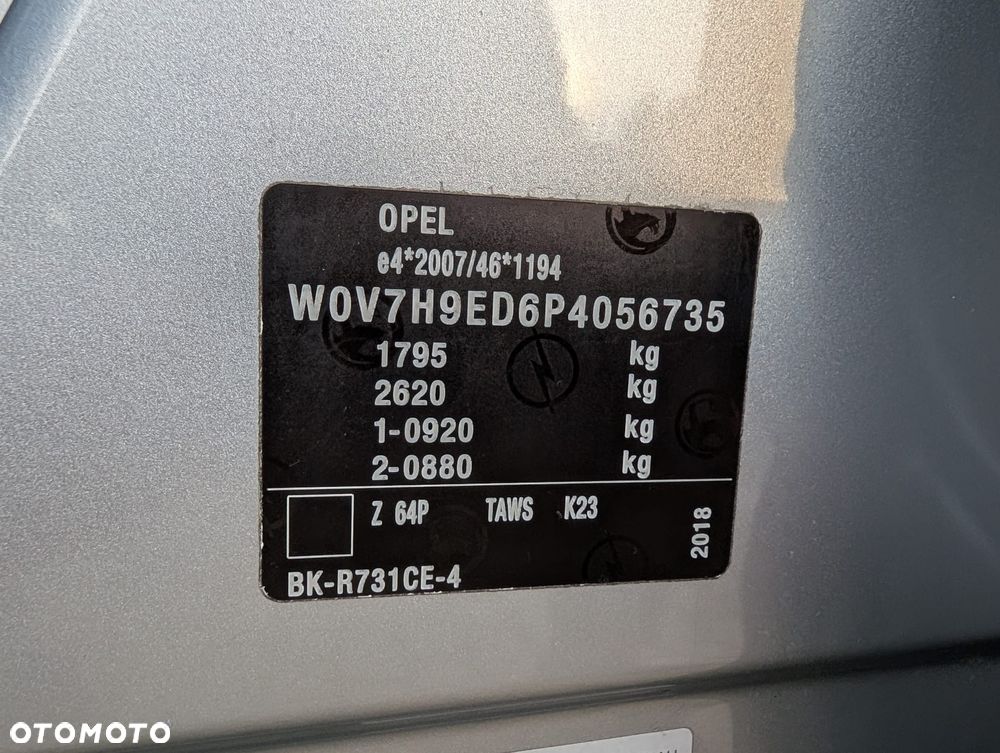 OPEL
e4*2007/46*1194
W0V7H9ED6P4056735
1795 kg
2620 kg
1-0920 kg
2-0880 kg
Z 64P TAWS K23
2018
BK-R731CE-4
OTOMOTO